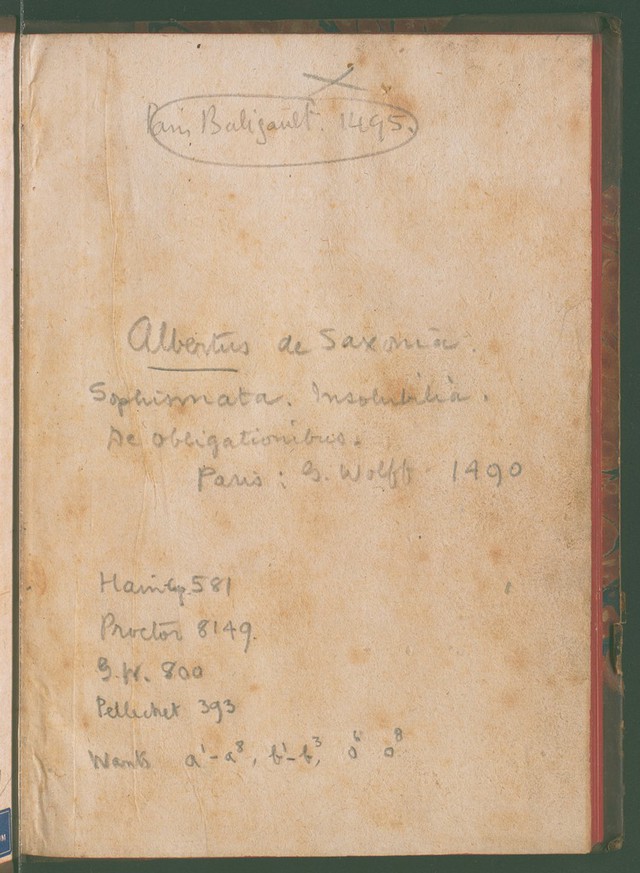 Paris, Baligault. 1495.
Albertus de Saxonia.
Sophismata. Insolubilia.
De obligationibus.
Paris: G. Wolff 1490
Hain 581
Proctor 8149.
G.W. 800
Pellechet 393
Wants a¹-a⁸, b¹-b³, o⁶ o⁸